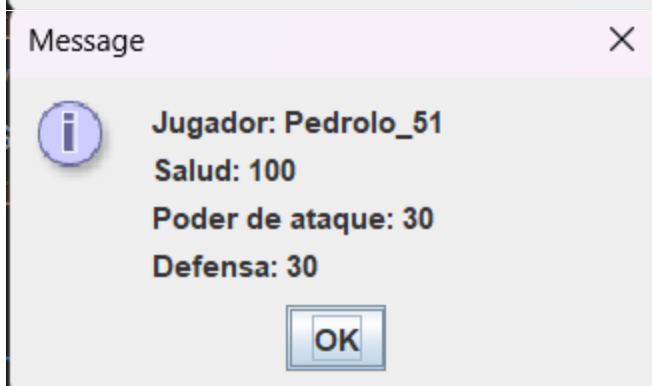 Message
Jugador: Pedrolo_51
Salud: 100
Poder de ataque: 30
Defensa: 30
OK